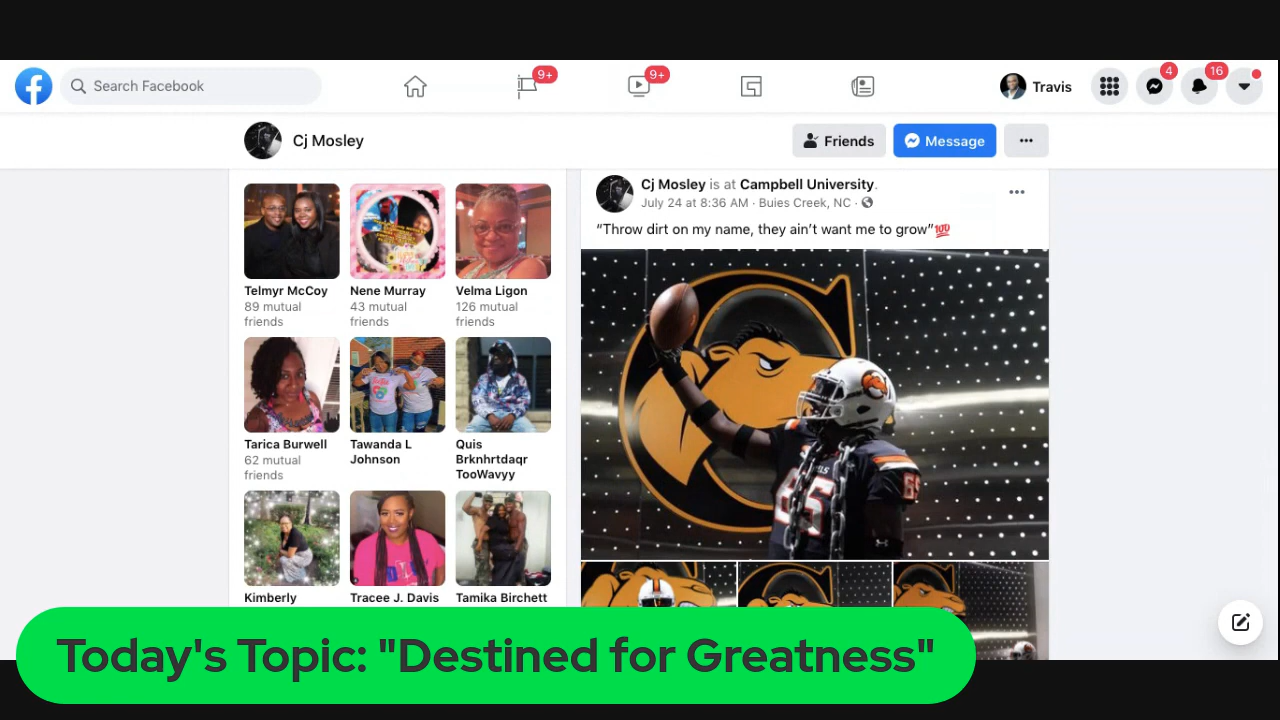 Search Facebook
9+
9+
Travis
4
16
Cj Mosley
Friends
Message
Telmyr McCoy
89 mutual
friends
Nene Murray
43 mutual
friends
Velma Ligon
126 mutual
friends
Tarica Burwell
62 mutual
friends
Tawanda L
Johnson
Quis
Brknhrtdaqr
TooWavyy
Kimberly
Tracee J. Davis
Tamika Birchett
Cj Mosley is at Campbell University.
July 24 at 8:36 AM · Buies Creek, NC ·
“Throw dirt on my name, they ain’t want me to grow”💯
65
Today's Topic: "Destined for Greatness"